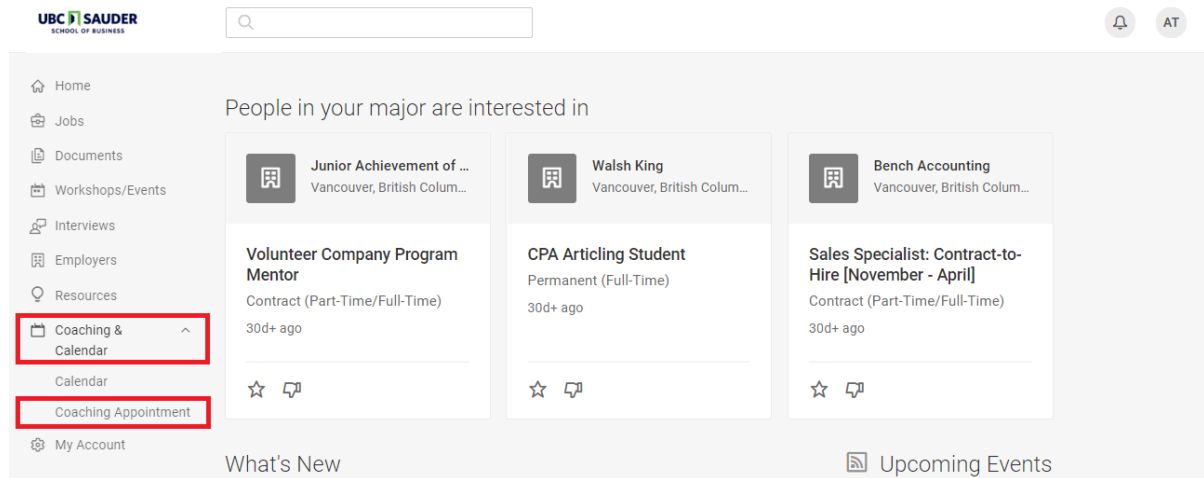 UBC SAUDER
SCHOOL OF BUSINESS
AT
Home
Jobs
Documents
Workshops/Events
Interviews
Employers
Resources
Coaching &
Calendar
Calendar
Coaching Appointment
My Account
People in your major are interested in
Junior Achievement of ...
Vancouver, British Colum...
Volunteer Company Program
Mentor
Contract (Part-Time/Full-Time)
30d+ ago
Walsh King
Vancouver, British Colum...
CPA Articling Student
Permanent (Full-Time)
30d+ ago
Bench Accounting
Vancouver, British Colum...
Sales Specialist: Contract-to-
Hire [November - April]
Contract (Part-Time/Full-Time)
30d+ ago
What's New
Upcoming Events